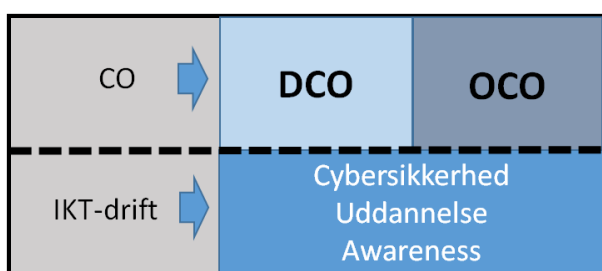 CO
DCO
OCO
IKT-drift
Cybersikkerhed
Uddannelse
Awareness